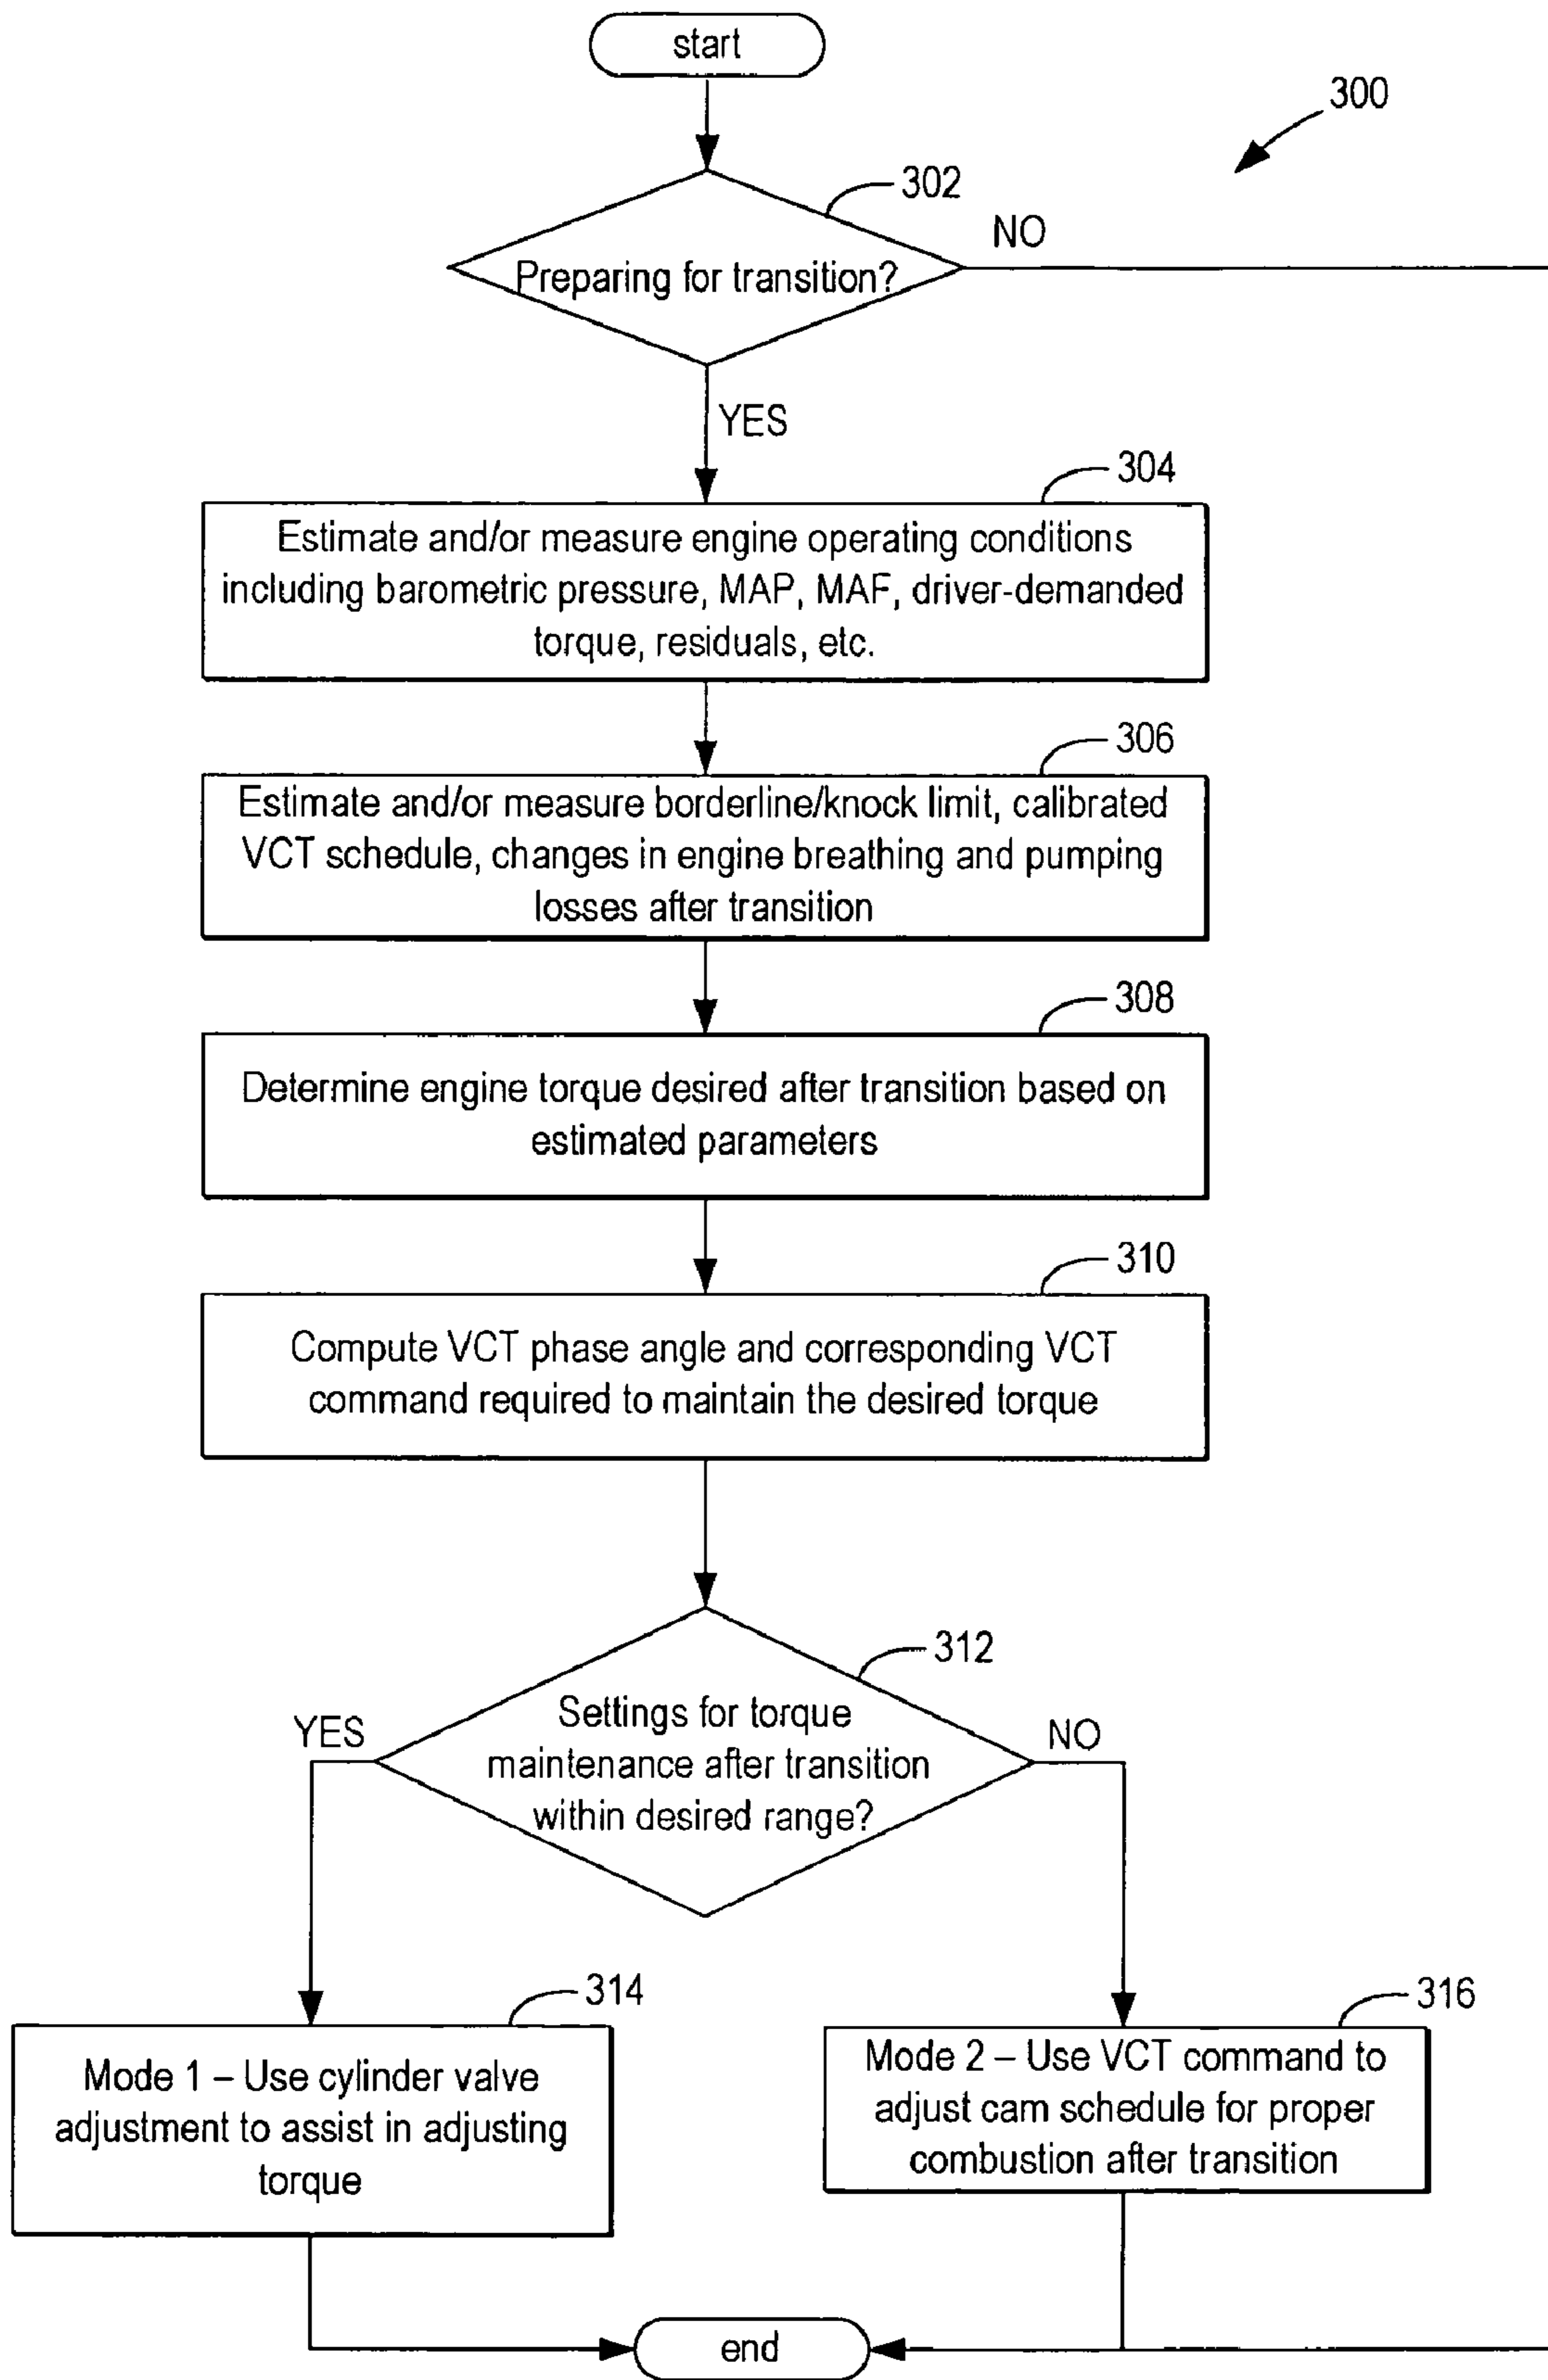 start
300
302
NO
Preparing for transition?
YES
304
Estimate and/or measure engine operating conditions
including barometric pressure, MAP, MAF, driver-demanded
torque, residuals, etc.
306
Estimate and/or measure borderline/knock limit, calibrated
VCT schedule, changes in engine breathing and pumping
losses after transition
308
Determine engine torque desired after transition based on
estimated parameters
310
Compute VCT phase angle and corresponding VCT
command required to maintain the desired torque
312
YES
Settings for torque
maintenance after transition
within desired range?
NO
314
Mode 1 – Use cylinder valve
adjustment to assist in adjusting
torque
316
Mode 2 – Use VCT command to
adjust cam schedule for proper
combustion after transition
end